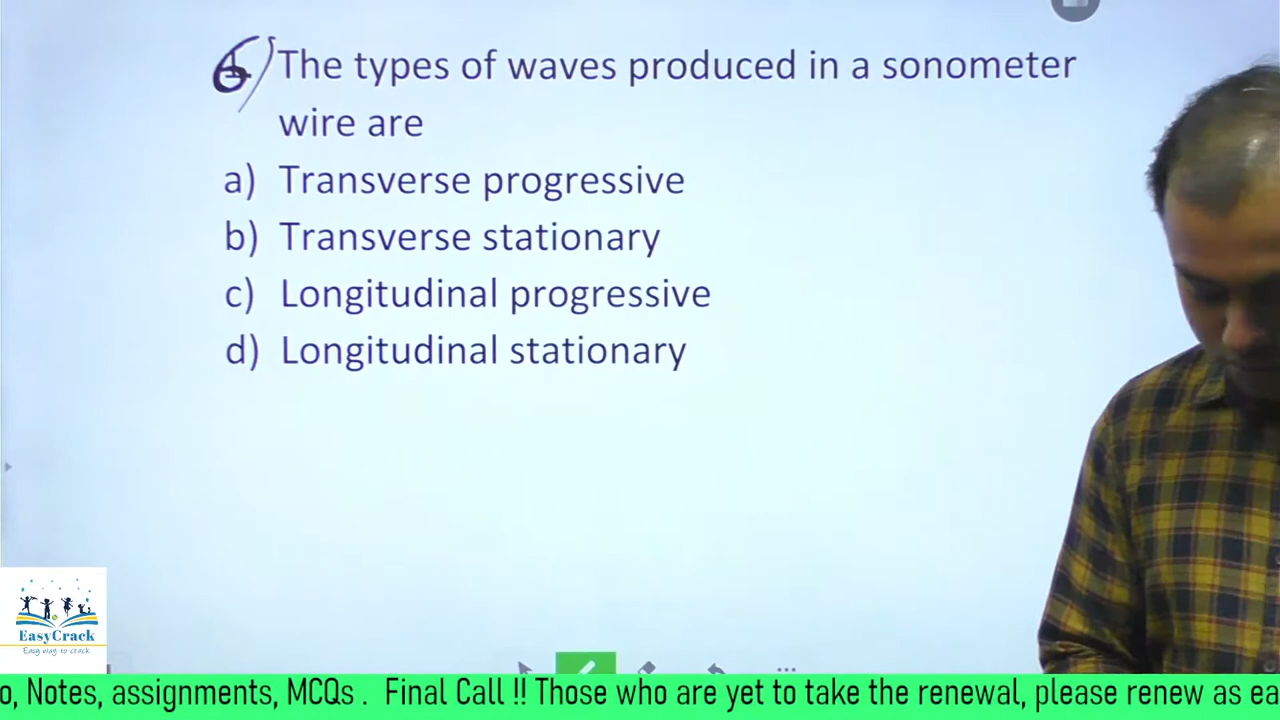 6) The types of waves produced in a sonometer
wire are
a) Transverse progressive
b) Transverse stationary
c) Longitudinal progressive
d) Longitudinal stationary
EasyCrack
Easy way to crack
o, Notes, assignments, MCQs . Final Call !! Those who are yet to take the renewal, please renew as ea